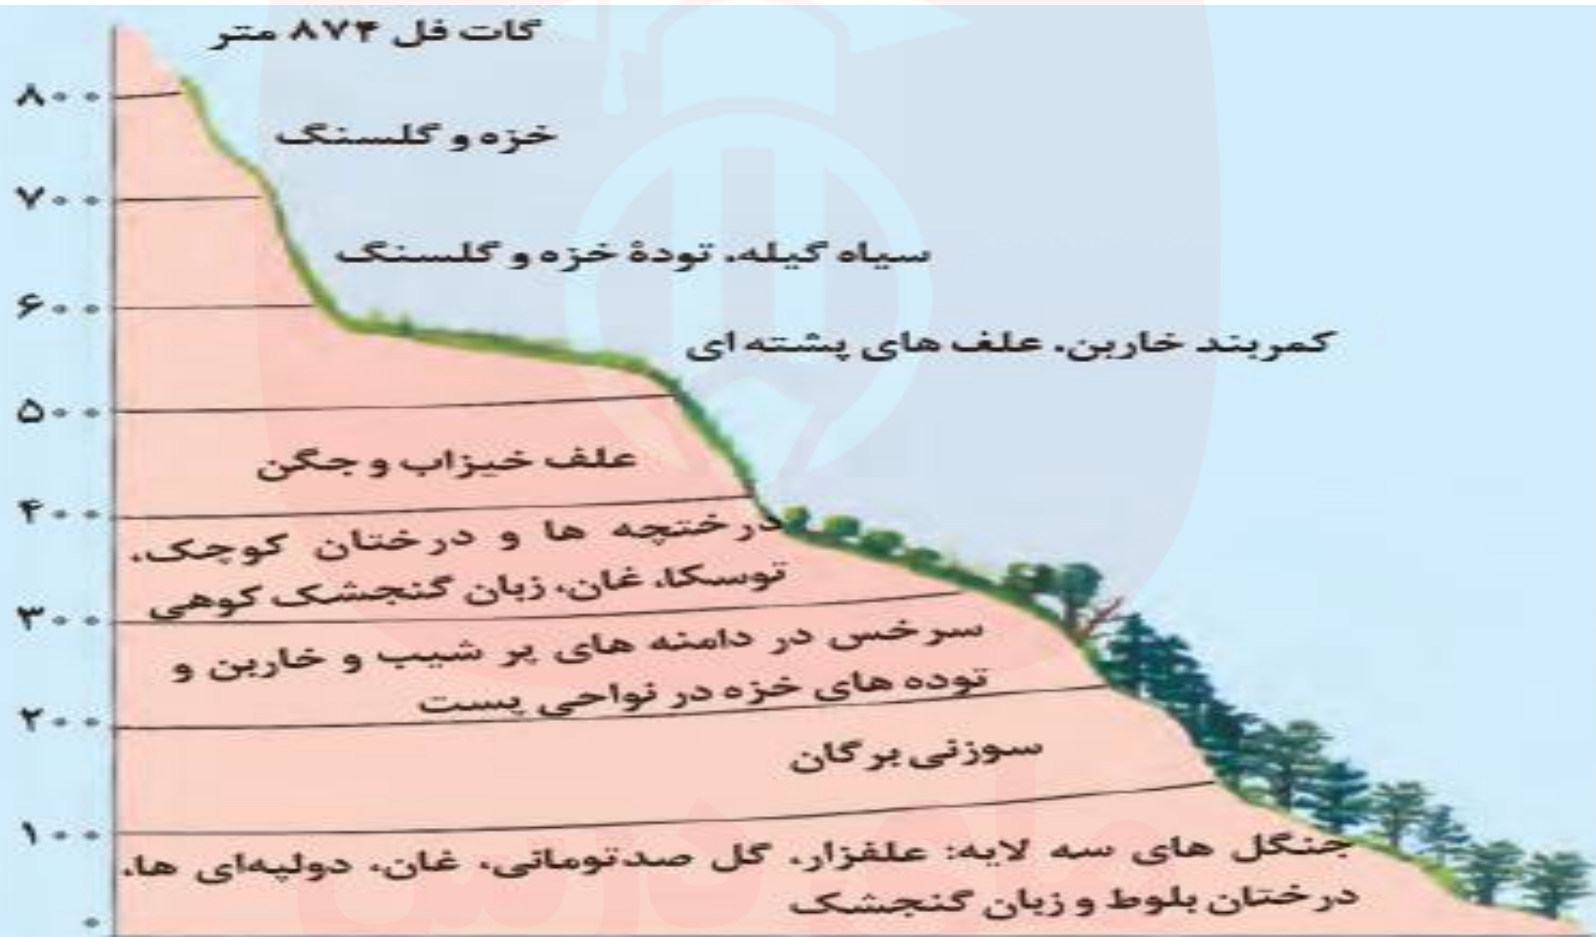 گات فل ۸۷۴ متر
۸۰۰
خزه و گلسنگ
۷۰۰
سیاه گیله، تودهٔ خزه و گلسنگ
۶۰۰
کمربند خاربن، علف های پشته ای
۵۰۰
علف خیزاب و جگن
۴۰۰
درختچه ها و درختان کوچک،
توسکا، غان، زبان گنجشک کوهی
۳۰۰
سرخس در دامنه های پر شیب و خاربن و
توده های خزه در نواحی پست
۲۰۰
سوزنی برگان
۱۰۰
جنگل های سه لایه: علفزار، گل صدتومانی، غان، دولپه‌ای ها،
درختان بلوط و زبان گنجشک
۰